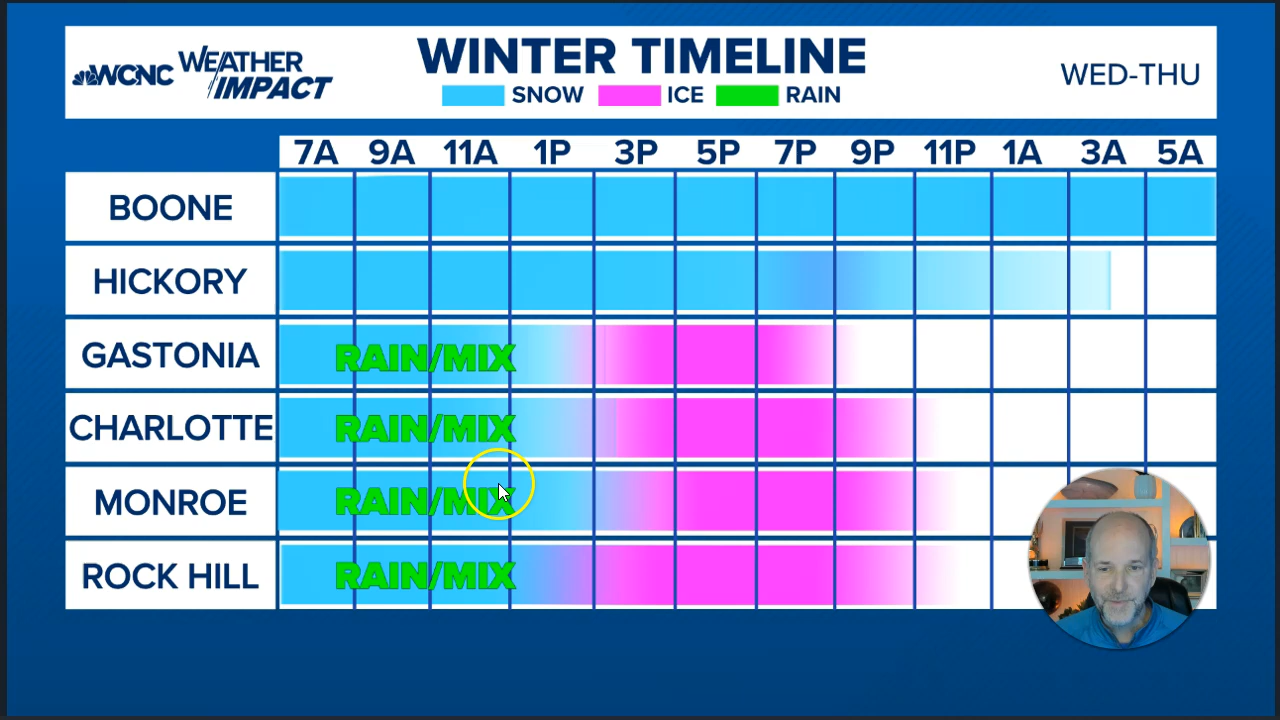 WCNC WEATHER IMPACT
WINTER TIMELINE
WED-THU
SNOW ICE RAIN
7A 9A 11A 1P 3P 5P 7P 9P 11P 1A 3A 5A
BOONE
HICKORY
GASTONIA RAIN/MIX
CHARLOTTE RAIN/MIX
MONROE RAIN/MIX
ROCK HILL RAIN/MIX